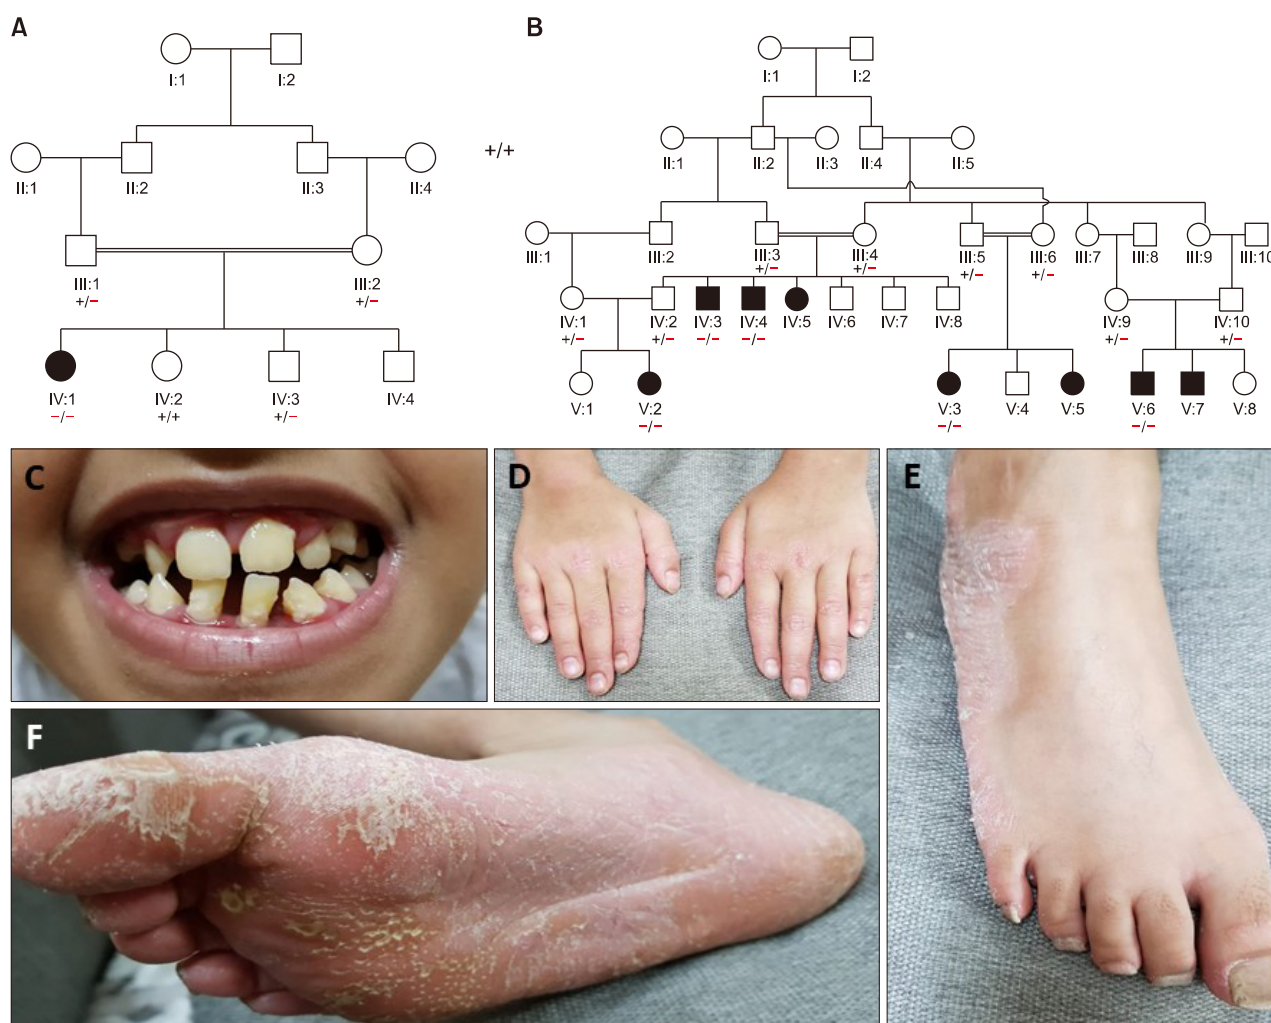 A
B
I:1
I:2
I:1
I:2
II:1
II:2
II:3
II:4
+/+
II:1
II:2
II:3
II:4
II:5
III:1
+/−
III:2
+/−
III:1
III:2
III:3
+/−
III:4
+/−
III:5
+/−
III:6
+/−
III:7
III:8
III:9
III:10
IV:1
−/−
IV:2
+/+
IV:3
+/−
IV:4
IV:1
+/−
IV:2
+/−
IV:3
−/−
IV:4
−/−
IV:5
IV:6
IV:7
IV:8
IV:9
+/−
IV:10
+/−
V:1
V:2
−/−
V:3
−/−
V:4
V:5
V:6
−/−
V:7
V:8
C
D
E
F